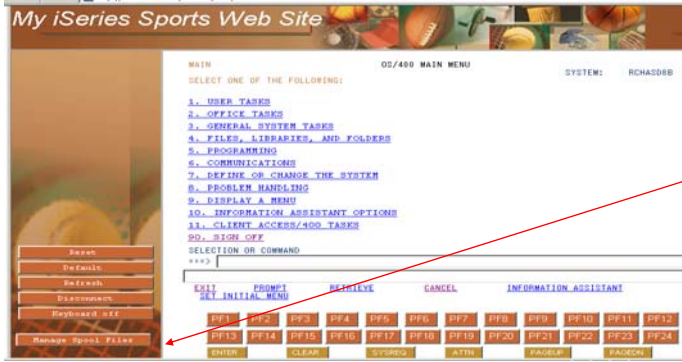 My iSeries Sports Web Site
MAIN OS/400 MAIN MENU
SELECT ONE OF THE FOLLOWING:
SYSTEM: RCHASD8B
1. USER TASKS
2. OFFICE TASKS
3. GENERAL SYSTEM TASKS
4. FILES, LIBRARIES, AND FOLDERS
5. PROGRAMMING
6. COMMUNICATIONS
7. DEFINE OR CHANGE THE SYSTEM
8. PROBLEM HANDLING
9. DISPLAY A MENU
10. INFORMATION ASSISTANT OPTIONS
11. CLIENT ACCESS/400 TASKS
90. SIGN OFF
SELECTION OR COMMAND
===>
EXIT PROMPT RETRIEVE CANCEL INFORMATION ASSISTANT
SET INITIAL MENU
Reset
Default
Refresh
Disconnect
Keyboard off
Manage Spool Files
PF1 PF2 PF3 PF4 PF5 PF6 PF7 PF8 PF9 PF10 PF11 PF12
PF13 PF14 PF15 PF16 PF17 PF18 PF19 PF20 PF21 PF22 PF23 PF24
ENTER CLEAR SYSREQ ATTN PAGEUP PAGEDN